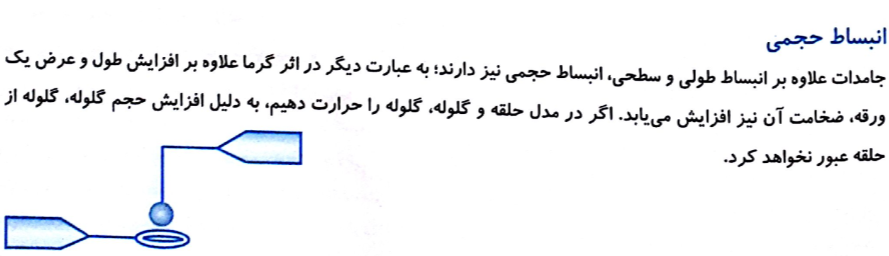 انبساط حجمی
جامدات علاوه بر انبساط طولی و سطحی، انبساط حجمی نیز دارند؛ به عبارت دیگر در اثر گرما علاوه بر افزایش طول و عرض یک
ورقه، ضخامت آن نیز افزایش می‌یابد. اگر در مدل حلقه و گلوله، گلوله را حرارت دهیم، به دلیل افزایش حجم گلوله، گلوله از
حلقه عبور نخواهد کرد.